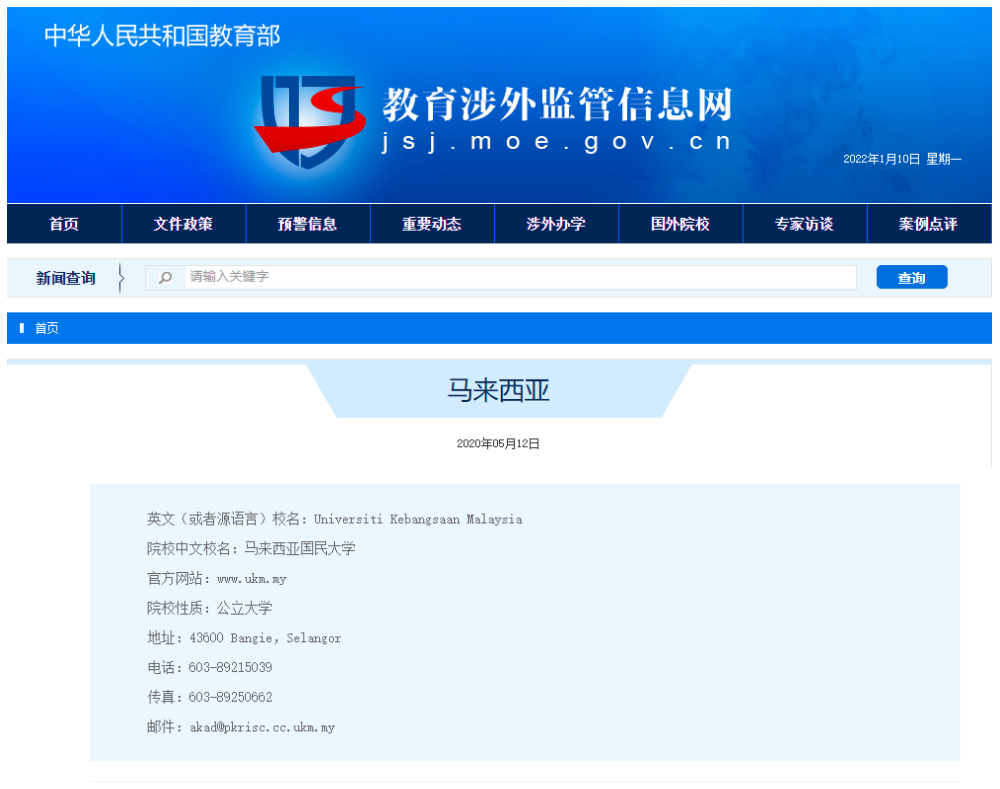 中华人民共和国教育部
教育涉外监管信息网
jsj.moe.gov.cn
2022年1月10日 星期一
首页 文件政策 预警信息 重要动态 涉外办学 国外院校 专家访谈 案例点评
新闻查询 请输入关键字 查询
首页
马来西亚
2020年05月12日
英文（或者源语言）校名：Universiti Kebangsaan Malaysia
院校中文校名：马来西亚国民大学
官方网站：www.ukm.my
院校性质：公立大学
地址：43600 Bangie, Selangor
电话：603-89215039
传真：603-89250662
邮件：akad@pkrisc.cc.ukm.my